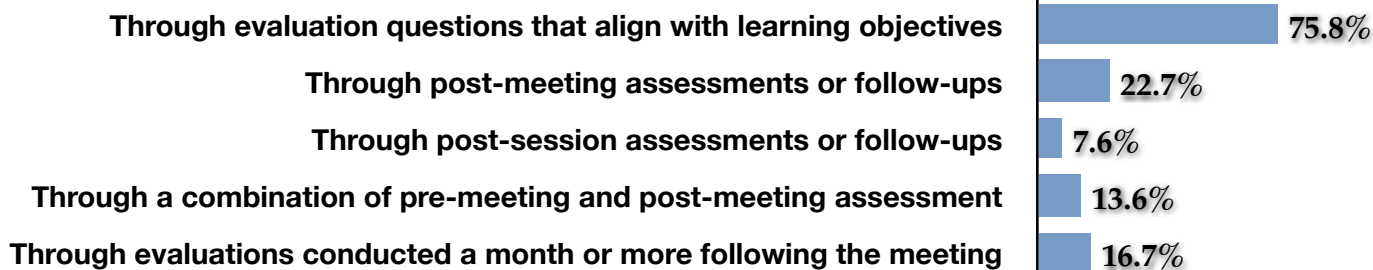 Through evaluation questions that align with learning objectives 75.8%
Through post-meeting assessments or follow-ups 22.7%
Through post-session assessments or follow-ups 7.6%
Through a combination of pre-meeting and post-meeting assessment 13.6%
Through evaluations conducted a month or more following the meeting 16.7%